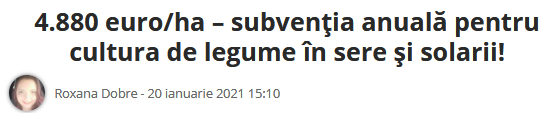 4.880 euro/ha – subvenţia anuală pentru
cultura de legume în sere şi solarii!
Roxana Dobre - 20 ianuarie 2021 15:10